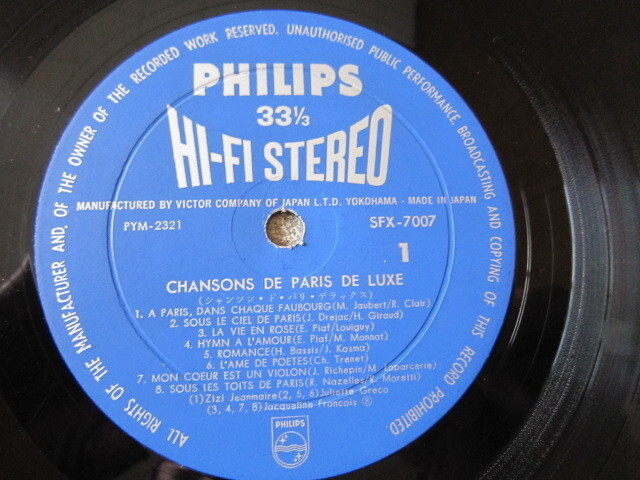 ALL RIGHTS OF THE MANUFACTURER AND, OF THE OWNER OF THE RECORDED WORK RESERVED. UNAUTHORISED PUBLIC PERFORMANCE, BROADCASTING AND COPYING OF THIS RECORD PROHIBITED
PHILIPS
33⅓
HI-FI STEREO
MANUFACTURED BY VICTOR COMPANY OF JAPAN L.T.D. YOKOHAMA - MADE IN JAPAN
PYM-2321 SFX-7007
1
CHANSONS DE PARIS DE LUXE
(シャンソン・ド・パリ・デラックス)
1. A PARIS, DANS CHAQUE FAUBOURG(M. Jaubert/R. Clair)
2. SOUS LE CIEL DE PARIS(J. Drejac/H. Giraud)
3. LA VIE EN ROSE(E. Piaf/Louiguy)
4. HYMN A L'AMOUR(E. Piaf/M. Monnot)
5. ROMANCE(H. Bassis/J. Kosma)
6. L'AME DE POETES(Ch. Trenet)
7. MON COEUR EST UN VIOLON(J. Richepin/M. Laparcerie)
8. SOUS LES TOITS DE PARIS(R. Nazelles/R. Moretti)
(1)Zizi Jeanmaire(2, 5, 6)Juliette Greco
(3, 4, 7, 8)Jacqueline Francois Ⓡ
PHILIPS